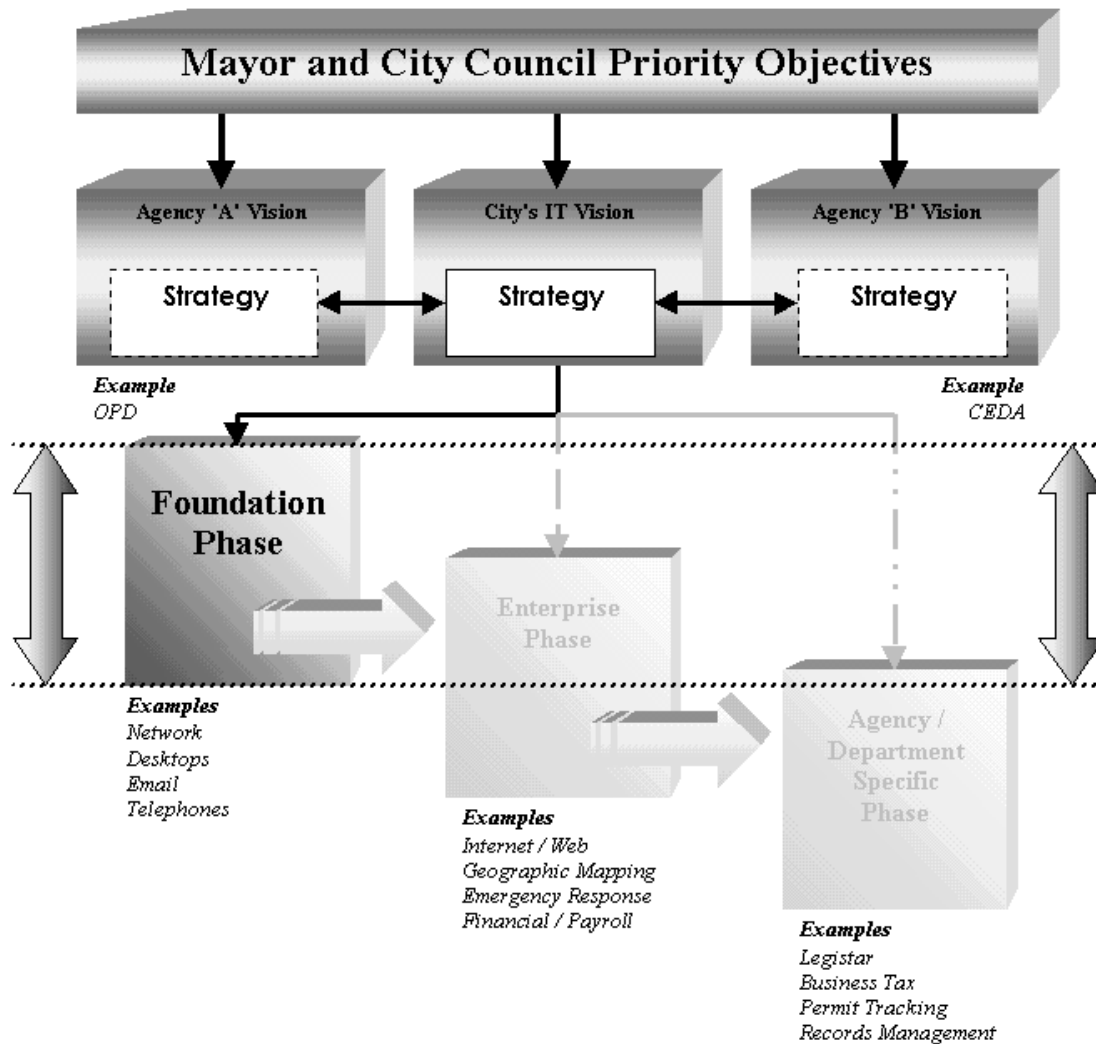 Mayor and City Council Priority Objectives
Agency 'A' Vision
City's IT Vision
Agency 'B' Vision
Strategy
Strategy
Strategy
Example
OPD
Example
CEDA
Foundation
Phase
Enterprise
Phase
Agency /
Department
Specific
Phase
Examples
Network
Desktops
Email
Telephones
Examples
Internet / Web
Geographic Mapping
Emergency Response
Financial / Payroll
Examples
Legistar
Business Tax
Permit Tracking
Records Management